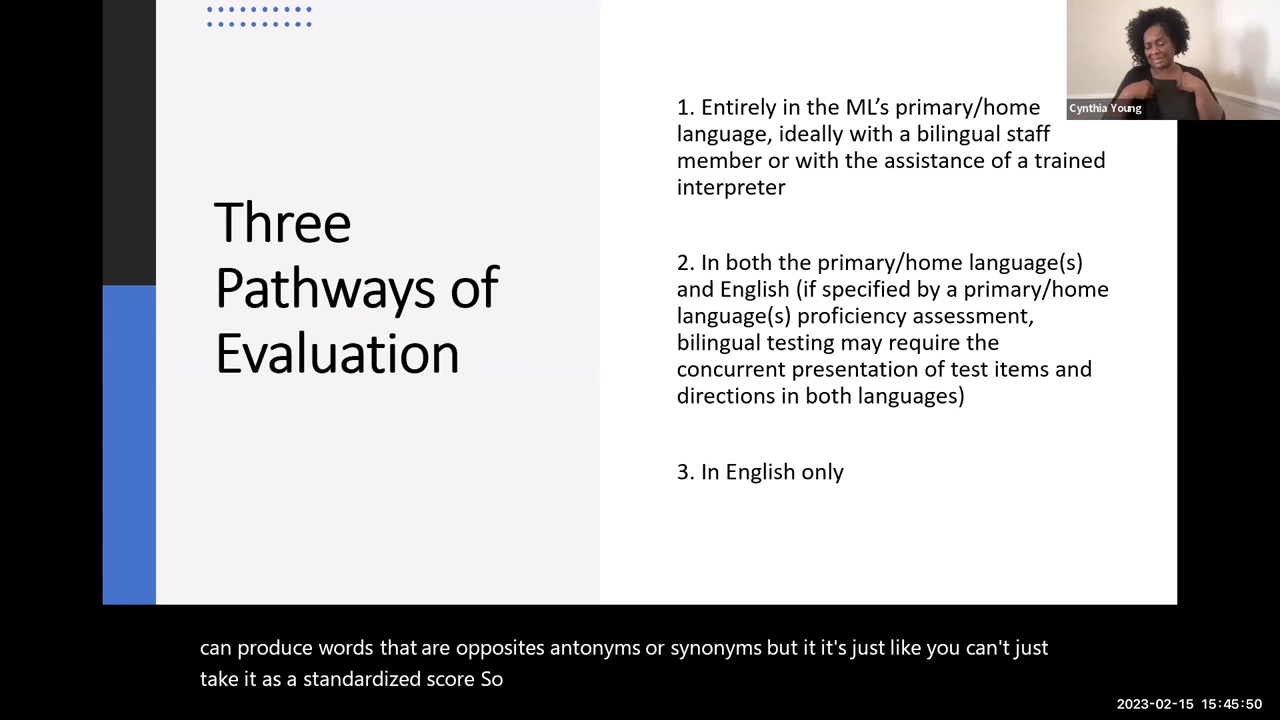 Three
Pathways of
Evaluation
1. Entirely in the ML’s primary/home
language, ideally with a bilingual staff
member or with the assistance of a trained
interpreter
2. In both the primary/home language(s)
and English (if specified by a primary/home
language(s) proficiency assessment,
bilingual testing may require the
concurrent presentation of test items and
directions in both languages)
3. In English only
Cynthia Young
can produce words that are opposites antonyms or synonyms but it it's just like you can't just
take it as a standardized score So
2023-02-15 15:45:50